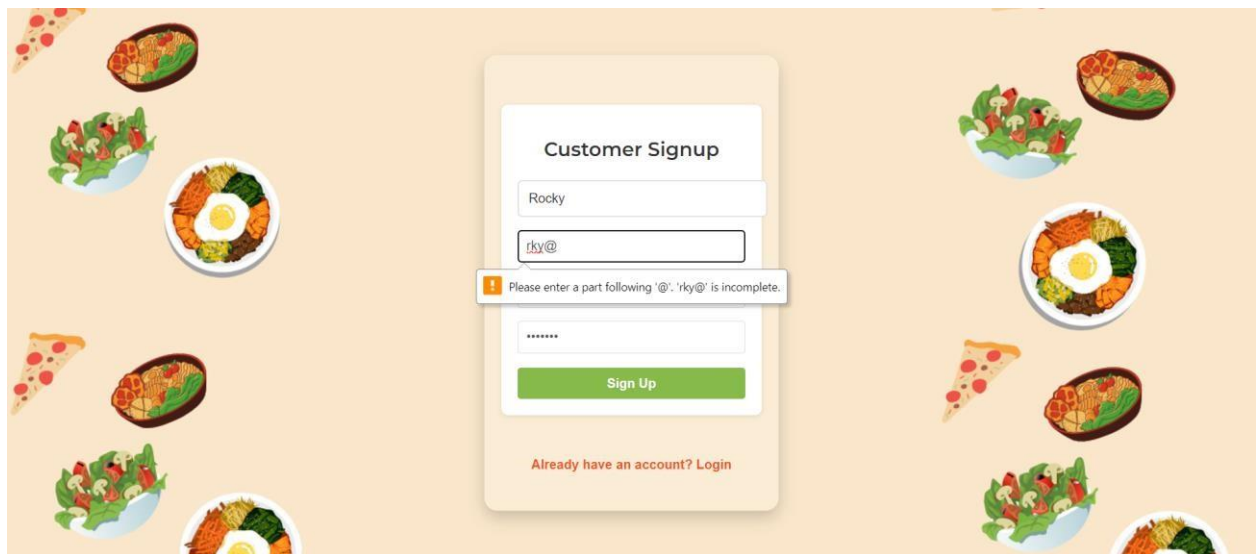 Customer Signup
Rocky
rky@
Please enter a part following '@'. 'rky@' is incomplete.
•••••••
Sign Up
Already have an account? Login